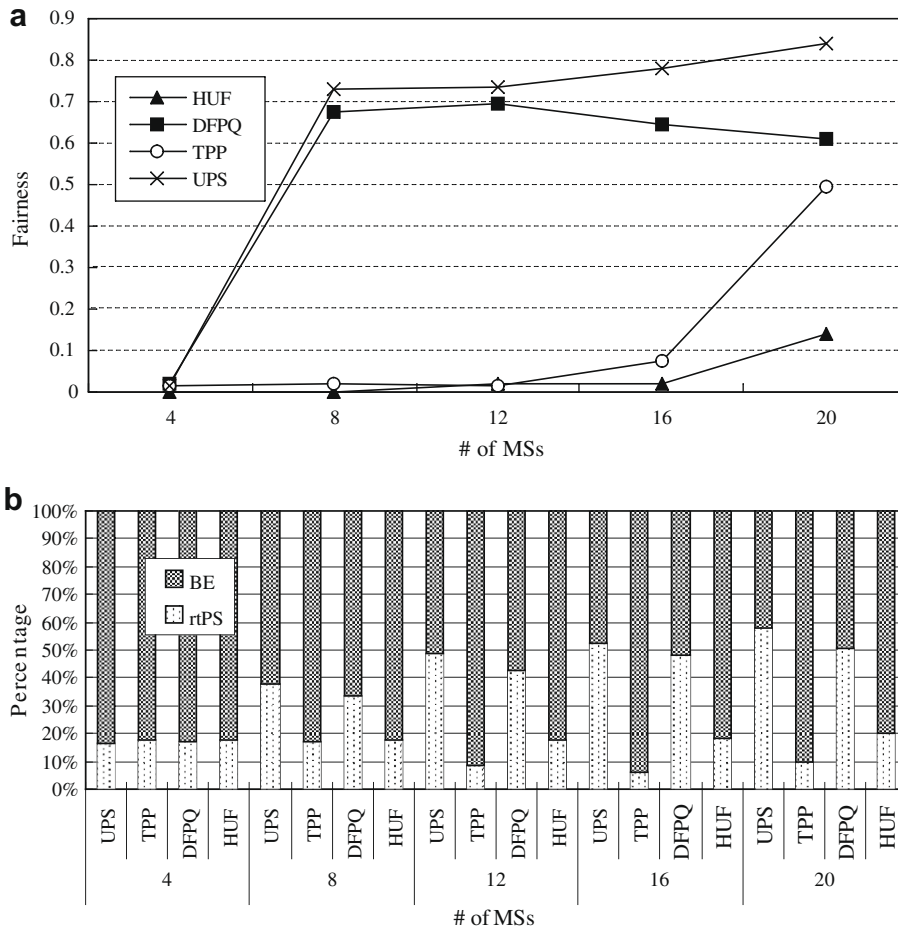 a
0.9
0.8
0.7
0.6
0.5
0.4
0.3
0.2
0.1
0
Fairness
HUF
DFPQ
TPP
UPS
4 8 12 16 20
# of MSs
b
100%
90%
80%
70%
60%
50%
40%
30%
20%
10%
0%
Percentage
BE
rtPS
UPS TPP DFPQ HUF UPS TPP DFPQ HUF UPS TPP DFPQ HUF UPS TPP DFPQ HUF UPS TPP DFPQ HUF
4 8 12 16 20
# of MSs